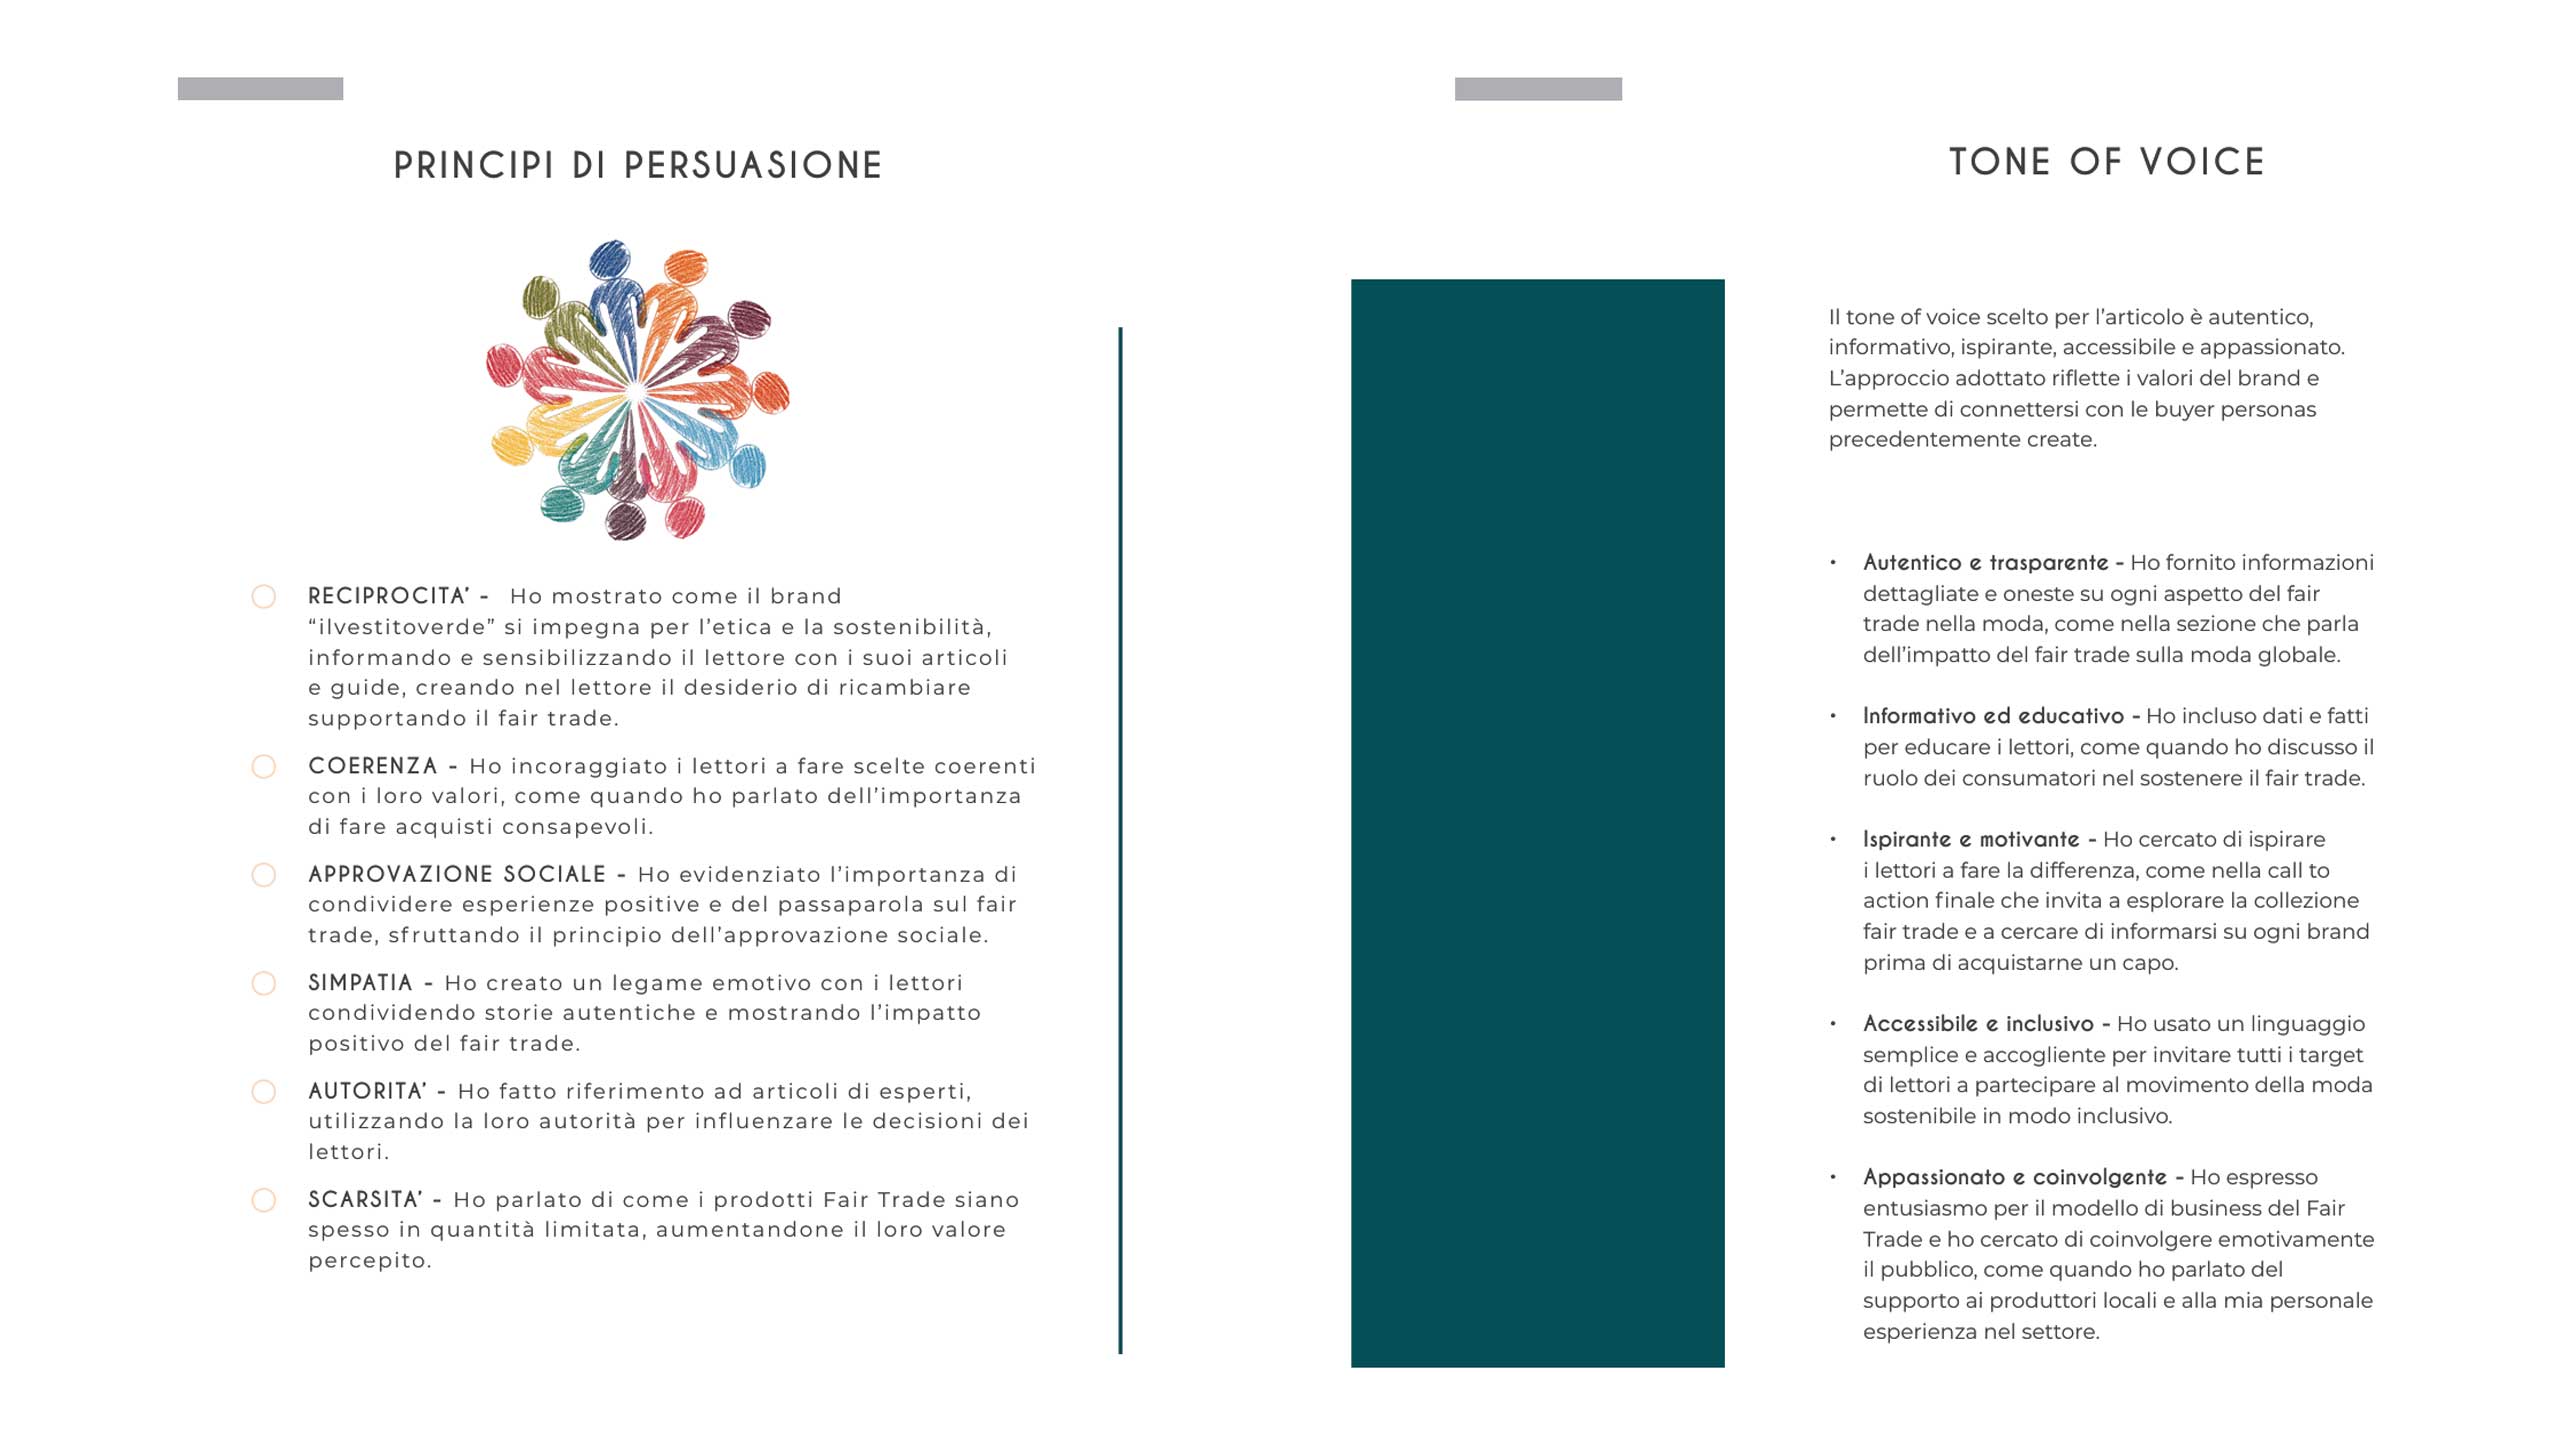 PRINCIPI DI PERSUASIONE
RECIPROCITA’ - Ho mostrato come il brand
“ilvestitoverde” si impegna per l’etica e la sostenibilità,
informando e sensibilizzando il lettore con i suoi articoli
e guide, creando nel lettore il desiderio di ricambiare
supportando il fair trade.
COERENZA - Ho incoraggiato i lettori a fare scelte coerenti
con i loro valori, come quando ho parlato dell’importanza
di fare acquisti consapevoli.
APPROVAZIONE SOCIALE - Ho evidenziato l’importanza di
condividere esperienze positive e del passaparola sul fair
trade, sfruttando il principio dell’approvazione sociale.
SIMPATIA - Ho creato un legame emotivo con i lettori
condividendo storie autentiche e mostrando l’impatto
positivo del fair trade.
AUTORITA’ - Ho fatto riferimento ad articoli di esperti,
utilizzando la loro autorità per influenzare le decisioni dei
lettori.
SCARSITA’ - Ho parlato di come i prodotti Fair Trade siano
spesso in quantità limitata, aumentandone il loro valore
percepito.
TONE OF VOICE
Il tone of voice scelto per l’articolo è autentico,
informativo, ispirante, accessibile e appassionato.
L’approccio adottato riflette i valori del brand e
permette di connettersi con le buyer personas
precedentemente create.
• Autentico e trasparente - Ho fornito informazioni
dettagliate e oneste su ogni aspetto del fair
trade nella moda, come nella sezione che parla
dell’impatto del fair trade sulla moda globale.
• Informativo ed educativo - Ho incluso dati e fatti
per educare i lettori, come quando ho discusso il
ruolo dei consumatori nel sostenere il fair trade.
• Ispirante e motivante - Ho cercato di ispirare
i lettori a fare la differenza, come nella call to
action finale che invita a esplorare la collezione
fair trade e a cercare di informarsi su ogni brand
prima di acquistarne un capo.
• Accessibile e inclusivo - Ho usato un linguaggio
semplice e accogliente per invitare tutti i target
di lettori a partecipare al movimento della moda
sostenibile in modo inclusivo.
• Appassionato e coinvolgente - Ho espresso
entusiasmo per il modello di business del Fair
Trade e ho cercato di coinvolgere emotivamente
il pubblico, come quando ho parlato del
supporto ai produttori locali e alla mia personale
esperienza nel settore.